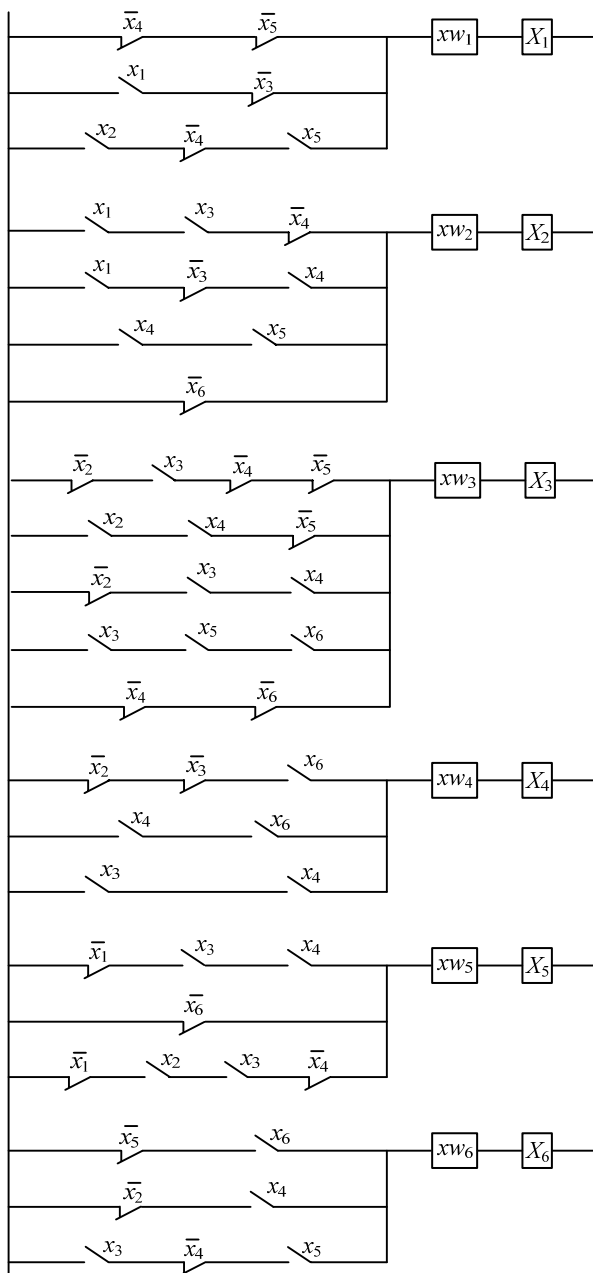 x̄₄ x̄₅ xw₁ X₁
x₁ x̄₃
x₂ x̄₄ x₅
x₁ x₃ x̄₄ xw₂ X₂
x₁ x̄₃ x₄
x₄ x₅
x̄₆
x̄₂ x₃ x̄₄ x̄₅ xw₃ X₃
x₂ x₄ x̄₅
x̄₂ x₃ x₄
x₃ x₅ x₆
x̄₄ x̄₆
x̄₂ x̄₃ x₆ xw₄ X₄
x₄ x₆
x₃ x₄
x̄₁ x₃ x₄ xw₅ X₅
x̄₆
x̄₁ x₂ x₃ x̄₄
x̄₅ x₆ xw₆ X₆
x̄₂ x₄
x₃ x̄₄ x₅